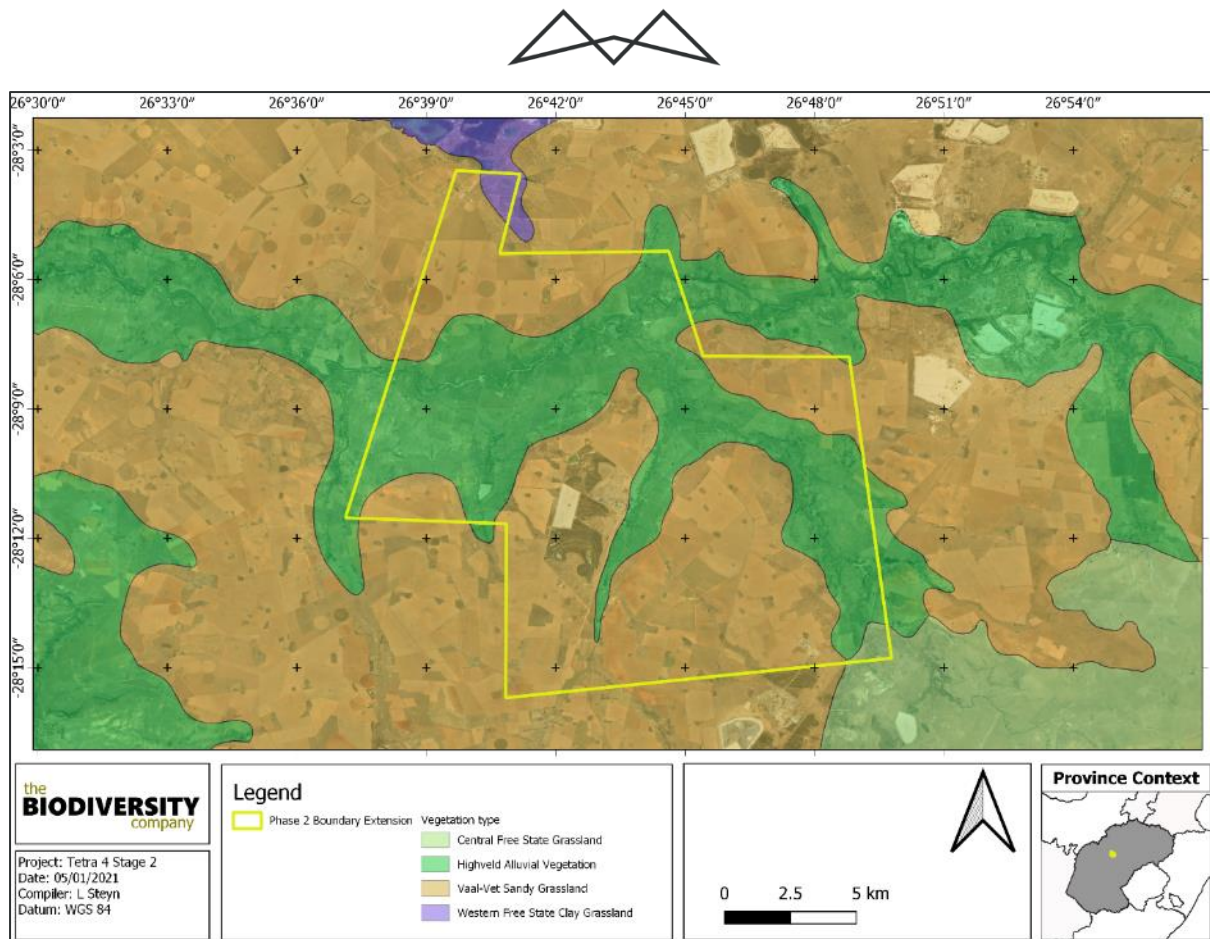 26°30'0" 26°33'0" 26°36'0" 26°39'0" 26°42'0" 26°45'0" 26°48'0" 26°51'0" 26°54'0"
-28°3'0"
-28°6'0"
-28°9'0"
-28°12'0"
-28°15'0"
the
BIODIVERSITY
company
Project: Tetra 4 Stage 2
Date: 05/01/2021
Compiler: L Steyn
Datum: WGS 84
Legend
Phase 2 Boundary Extension
Vegetation type
Central Free State Grassland
Highveld Alluvial Vegetation
Vaal-Vet Sandy Grassland
Western Free State Clay Grassland
0 2.5 5 km
Province Context